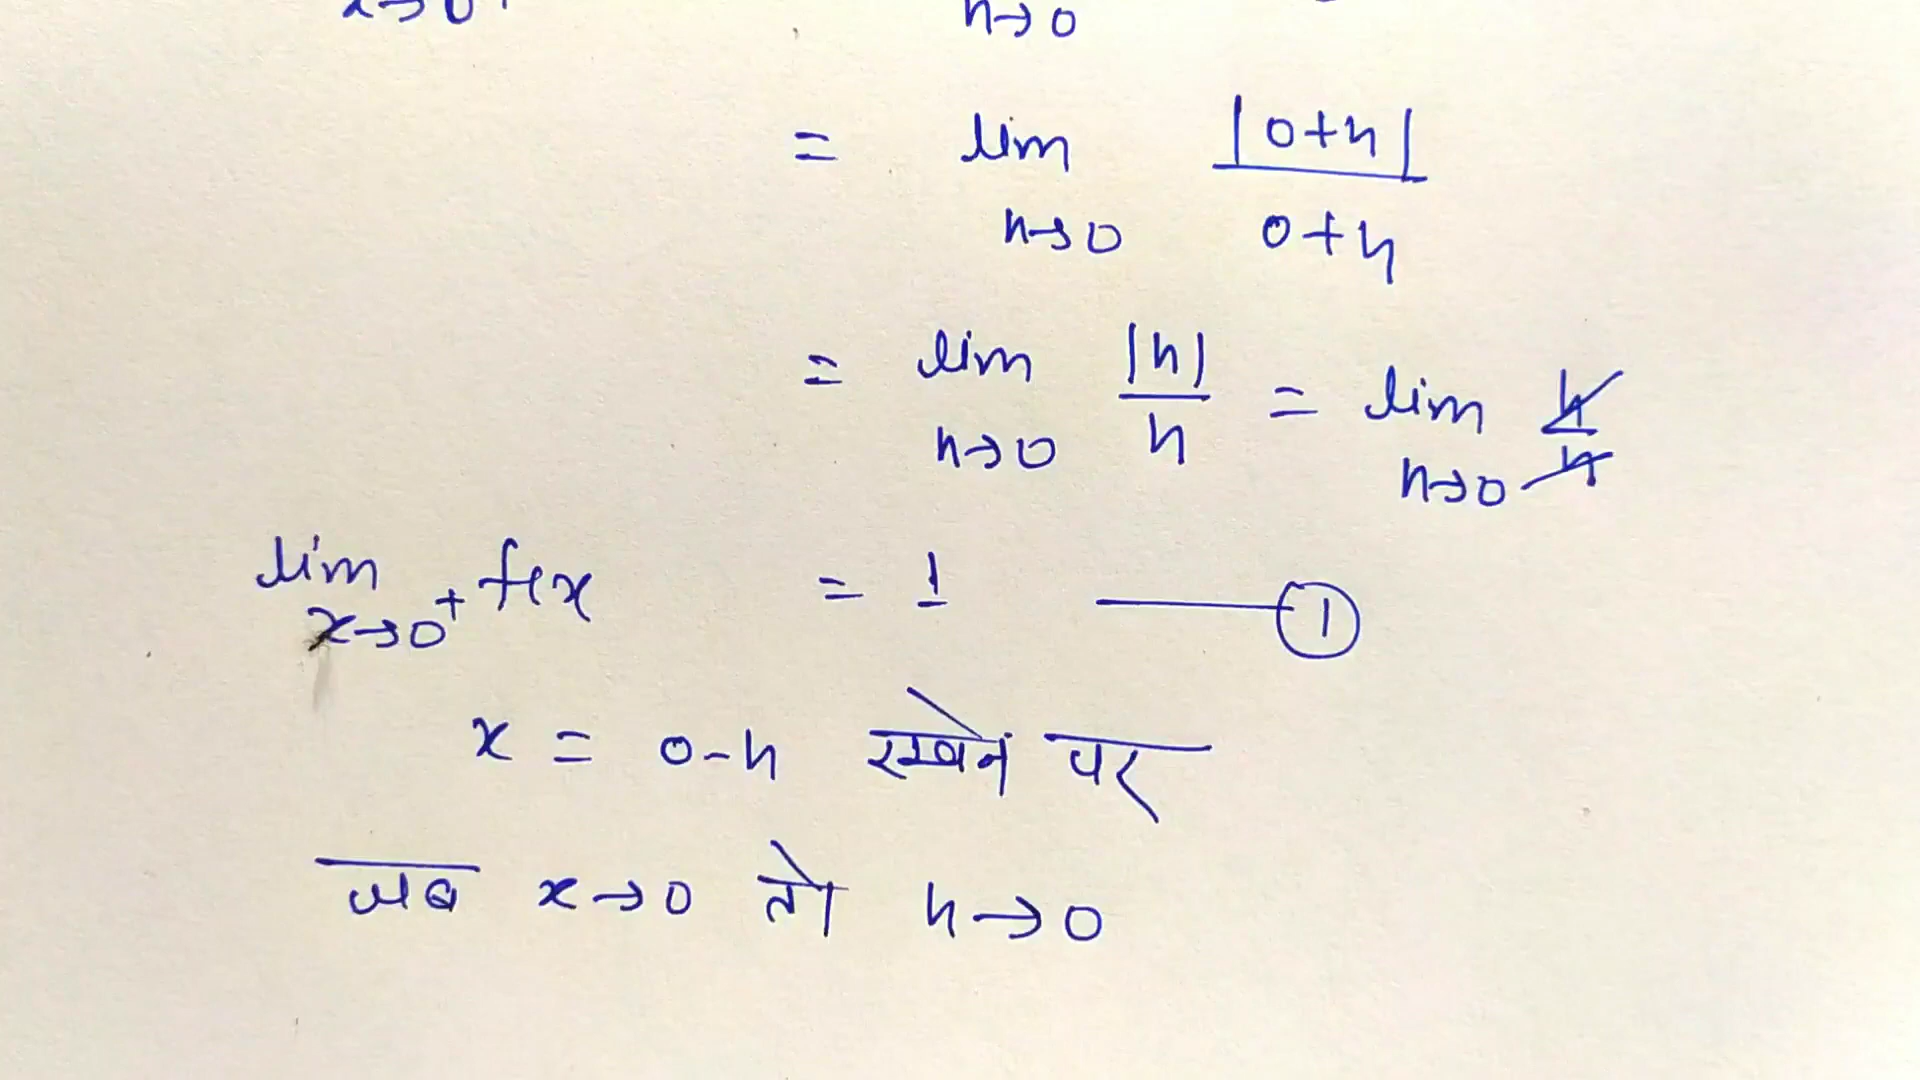 x→0+ h→0
= lim |0+h| / 0+h
h→0
= lim |h| / h = lim h / h
h→0 h→0
lim f(x = 1 ——— ①
x→0+
x = 0-h रखने पर
जब x→0 तो h→0